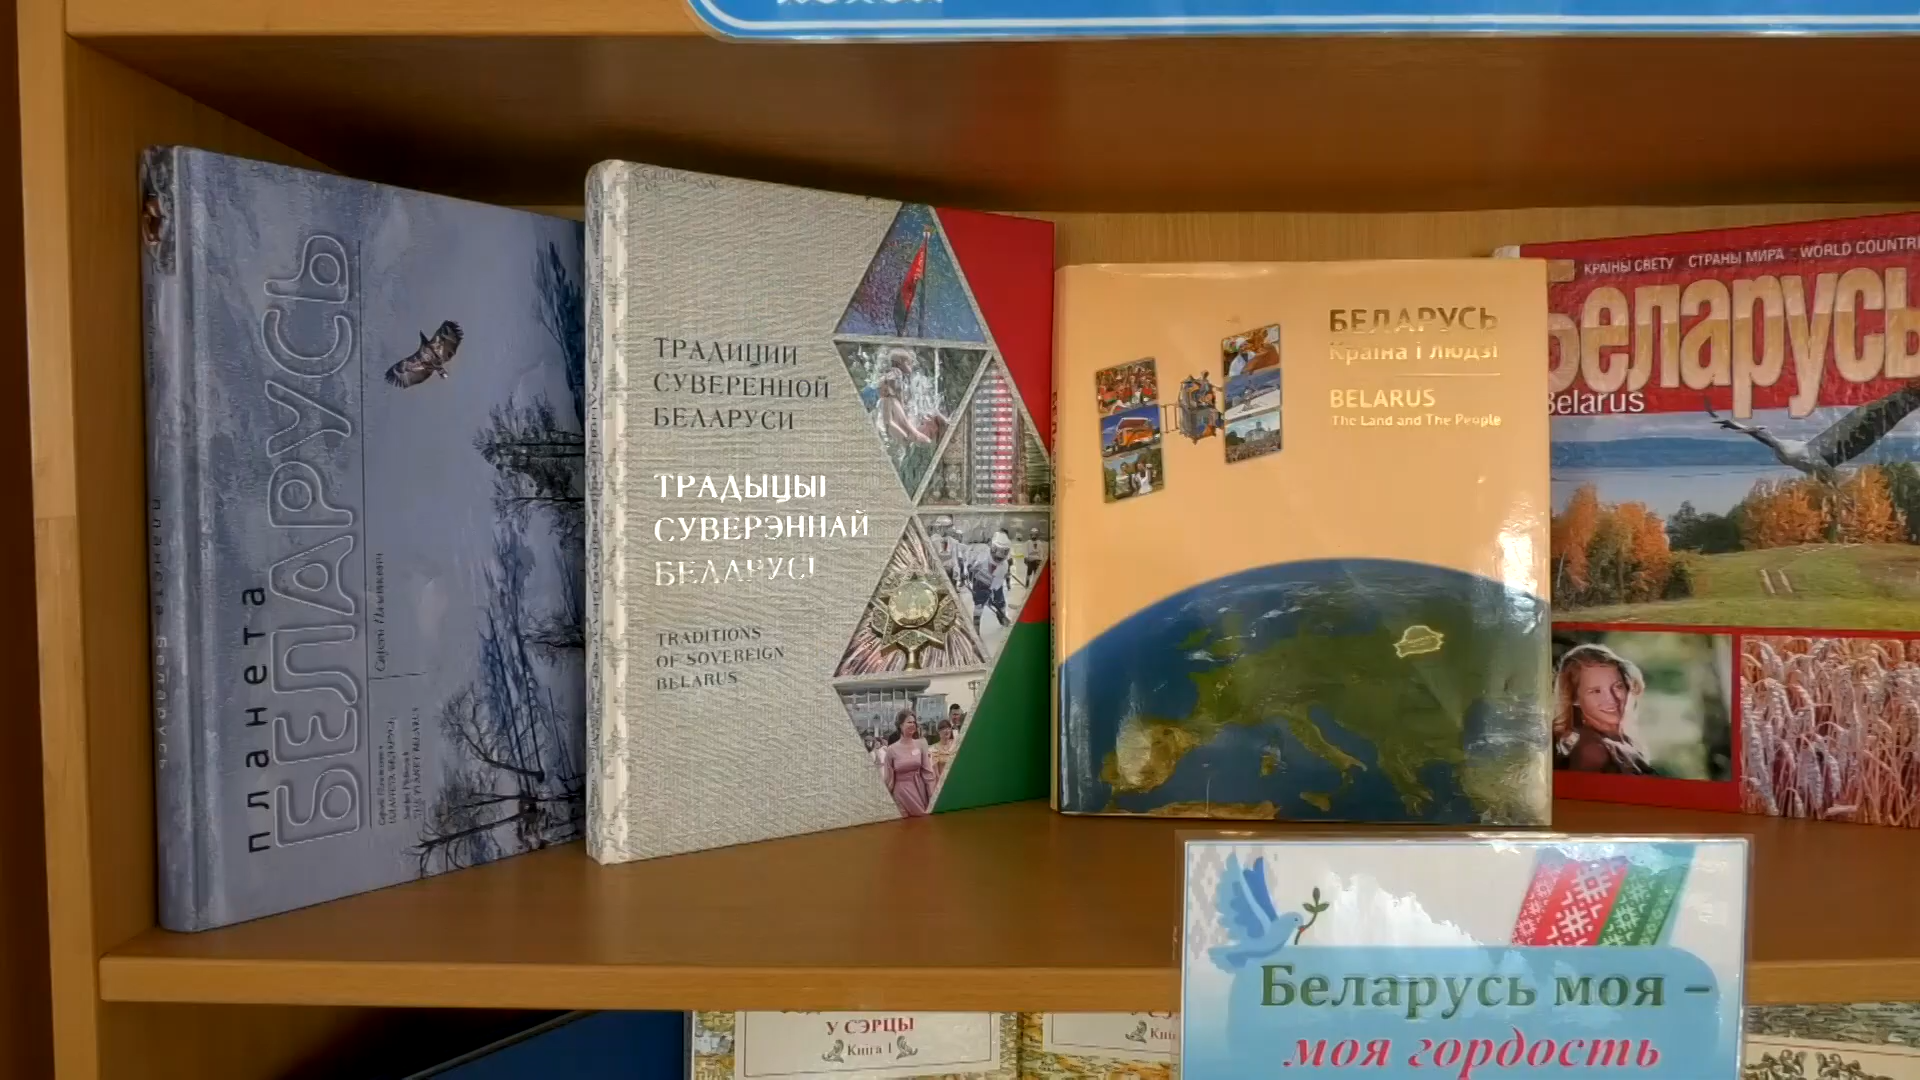 планета
БЕЛАРУСЬ
ТРАДИЦИИ
СУВЕРЕННОЙ
БЕЛАРУСИ
ТРАДЫЦЫІ
СУВЕРЭННАЙ
БЕЛАРУСІ
TRADITIONS
OF SOVEREIGN
BELARUS
БЕЛАРУСЬ
Краіна і людзі
BELARUS
The Land and The People
КРАІНЫ СВЕТУ СТРАНЫ МИРА WORLD COUNTRI
Беларусь
Belarus
Беларусь моя –
моя гордость
У СЭРЦЫ
Кніга 1